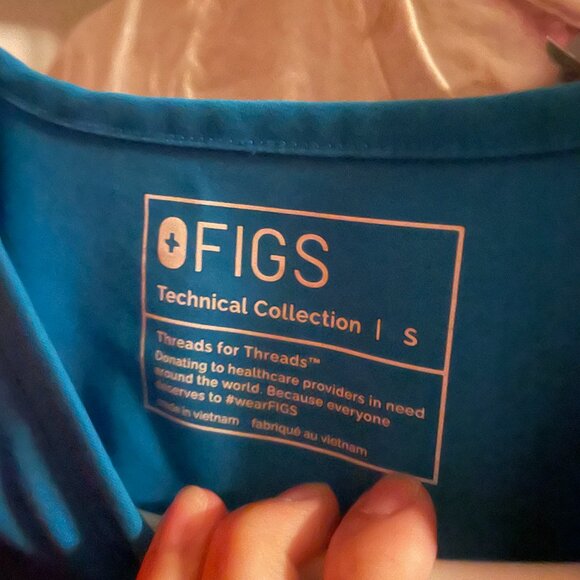 FIGS
Technical Collection | S
Threads for Threads™
Donating to healthcare providers in need
around the world. Because everyone
deserves to #wearFIGS
made in vietnam fabriqué au vietnam